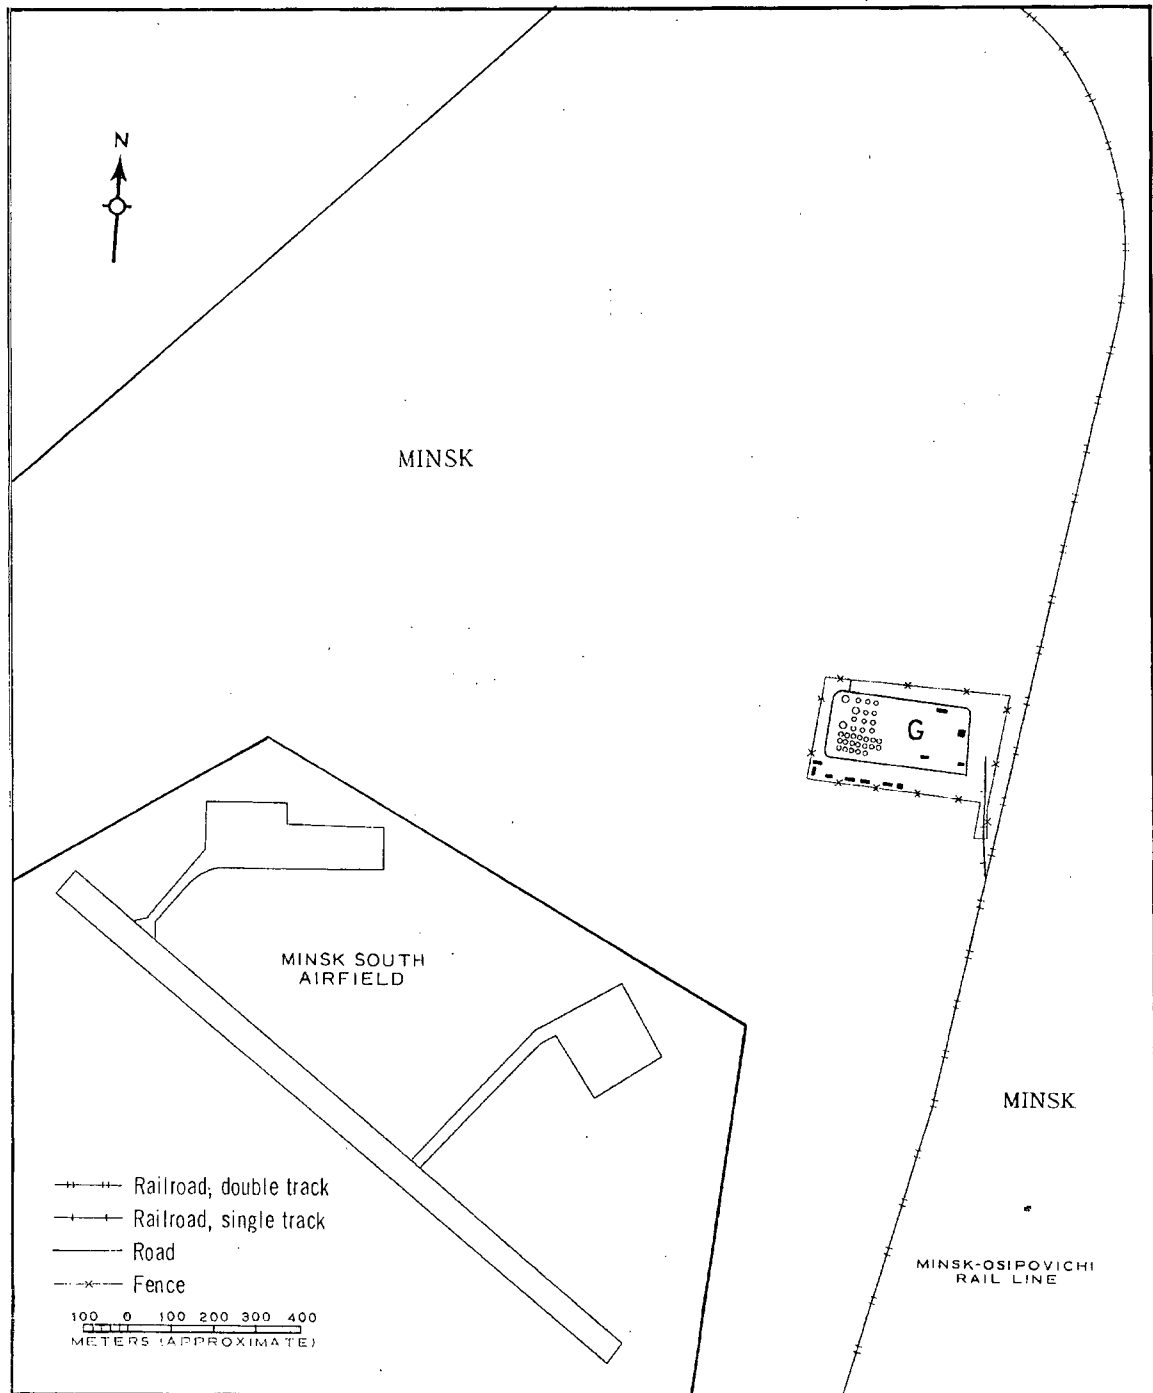 N
MINSK
G
MINSK SOUTH
AIRFIELD
MINSK
MINSK-OSIPOVICHI
RAIL LINE
Railroad, double track
Railroad, single track
Road
Fence
100 0 100 200 300 400
METERS (APPROXIMATE)